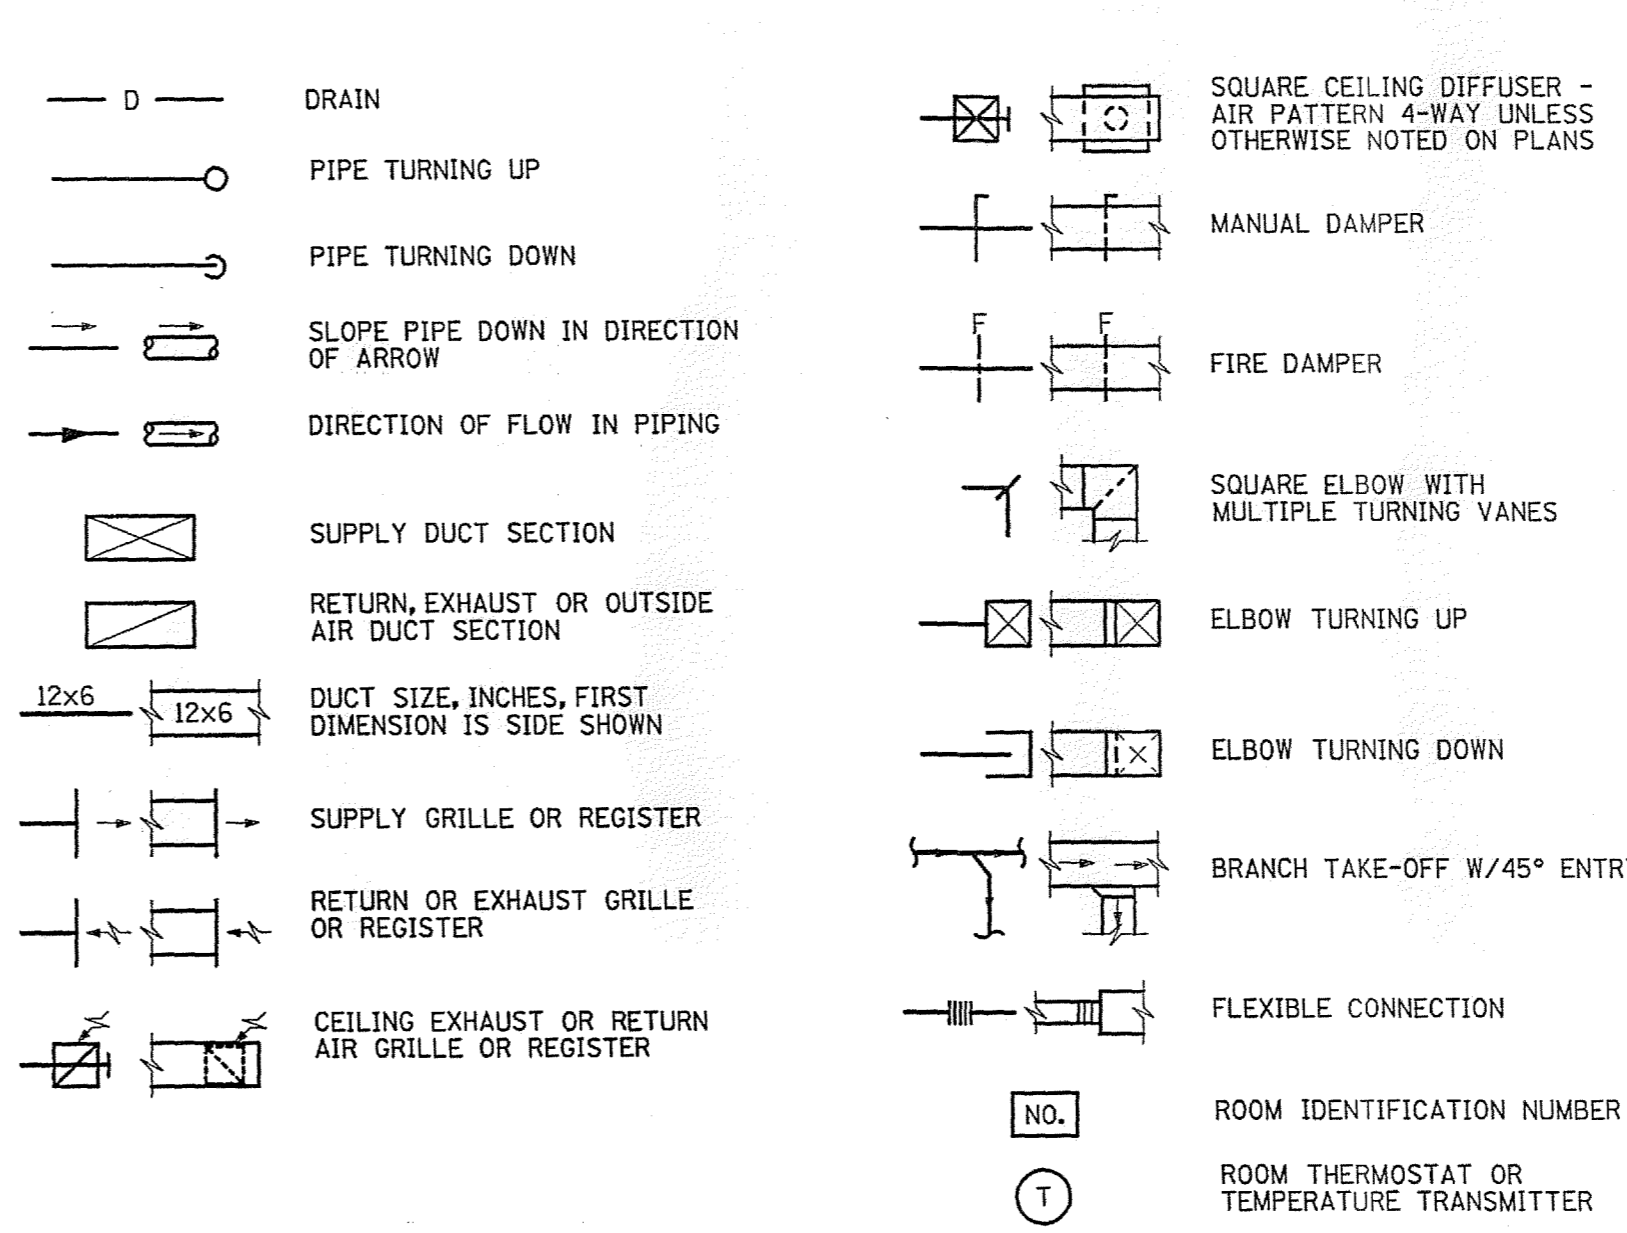 D DRAIN
PIPE TURNING UP
PIPE TURNING DOWN
SLOPE PIPE DOWN IN DIRECTION
OF ARROW
DIRECTION OF FLOW IN PIPING
SUPPLY DUCT SECTION
RETURN, EXHAUST OR OUTSIDE
AIR DUCT SECTION
12x6 12x6
DUCT SIZE, INCHES, FIRST
DIMENSION IS SIDE SHOWN
SUPPLY GRILLE OR REGISTER
RETURN OR EXHAUST GRILLE
OR REGISTER
CEILING EXHAUST OR RETURN
AIR GRILLE OR REGISTER
SQUARE CEILING DIFFUSER -
AIR PATTERN 4-WAY UNLESS
OTHERWISE NOTED ON PLANS
MANUAL DAMPER
F F
FIRE DAMPER
SQUARE ELBOW WITH
MULTIPLE TURNING VANES
ELBOW TURNING UP
ELBOW TURNING DOWN
BRANCH TAKE-OFF W/45° ENTR
FLEXIBLE CONNECTION
NO. ROOM IDENTIFICATION NUMBER
T
ROOM THERMOSTAT OR
TEMPERATURE TRANSMITTER